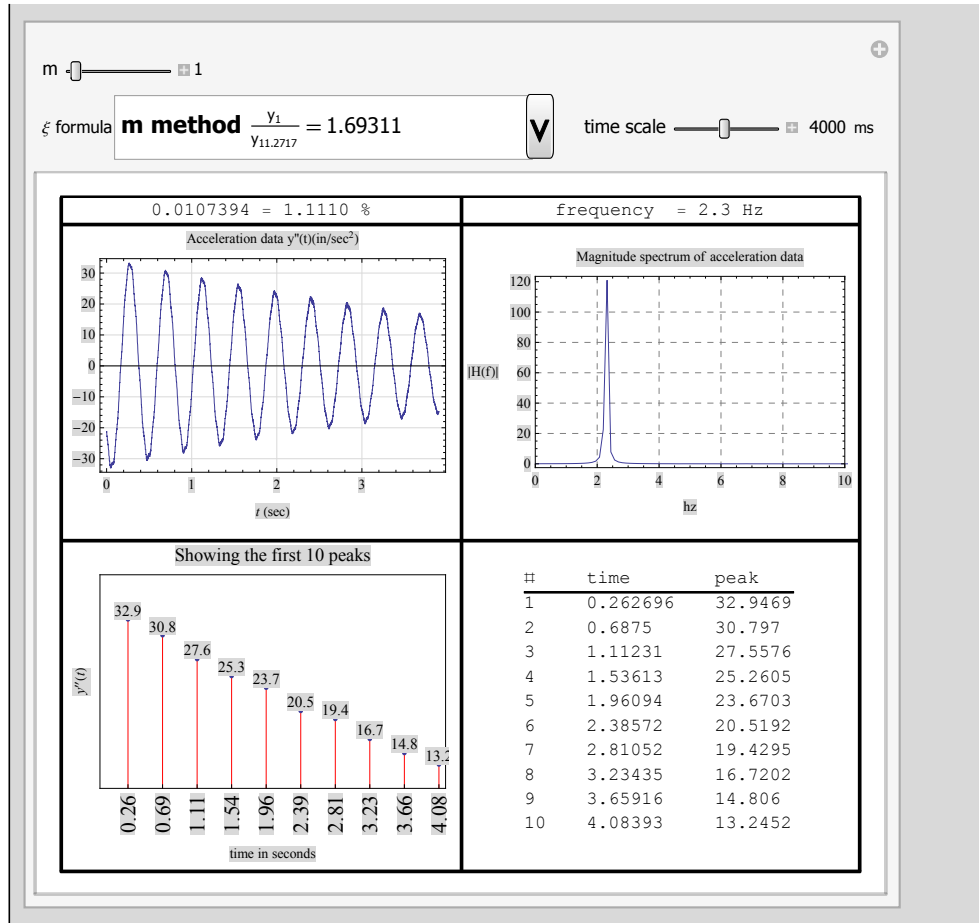 m 1
ξ formula m method y₁/y₁₁.₂₇₁₇ = 1.69311 V time scale 4000 ms
0.0107394 = 1.1110 %
frequency = 2.3 Hz
Acceleration data y''(t)(in/sec²)
30
20
10
0
−10
−20
−30
0 1 2 3
t (sec)
Magnitude spectrum of acceleration data
120
100
80
|H(f)| 60
40
20
0
0 2 4 6 8 10
hz
Showing the first 10 peaks
32.9
30.8
27.6
25.3
23.7
20.5
19.4
16.7
14.8
13.2
y''(t)
0.26 0.69 1.11 1.54 1.96 2.39 2.81 3.23 3.66 4.08
time in seconds
# time peak
1 0.262696 32.9469
2 0.6875 30.797
3 1.11231 27.5576
4 1.53613 25.2605
5 1.96094 23.6703
6 2.38572 20.5192
7 2.81052 19.4295
8 3.23435 16.7202
9 3.65916 14.806
10 4.08393 13.2452